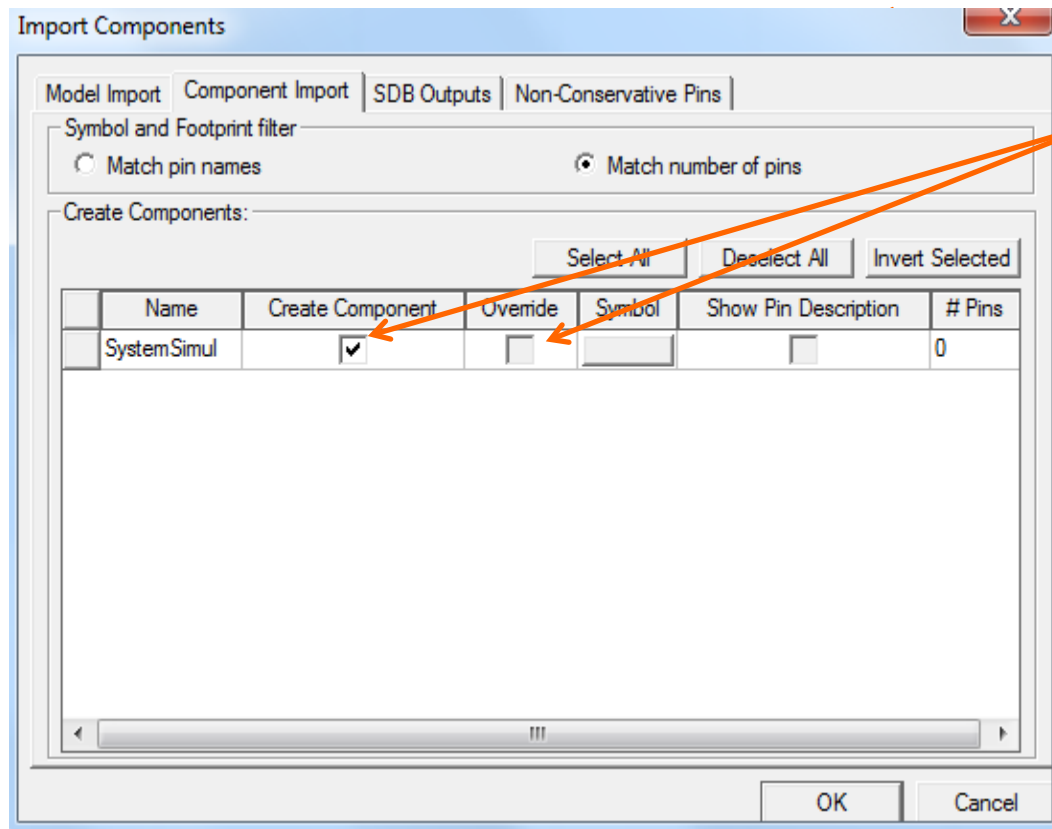 Import Components
X
Model Import Component Import SDB Outputs Non-Conservative Pins
Symbol and Footprint filter
Match pin names Match number of pins
Create Components:
Select All Deselect All Invert Selected
Name Create Component Override Symbol Show Pin Description # Pins
SystemSimul 0
OK Cancel